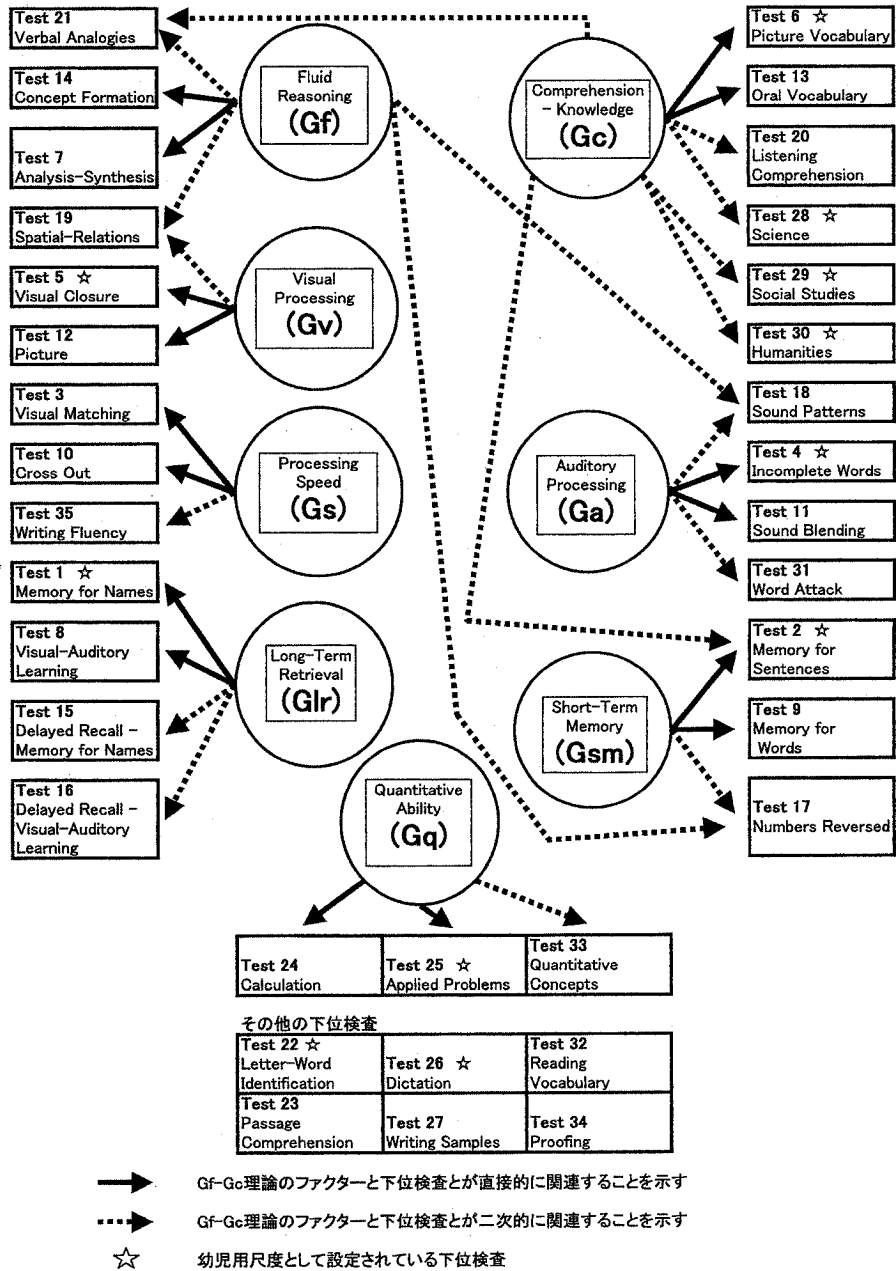 Test 21
Verbal Analogies
Test 14
Concept Formation
Test 7
Analysis-Synthesis
Test 19
Spatial-Relations
Test 5 ☆
Visual Closure
Test 12
Picture
Test 3
Visual Matching
Test 10
Cross Out
Test 35
Writing Fluency
Test 1 ☆
Memory for Names
Test 8
Visual-Auditory
Learning
Test 15
Delayed Recall -
Memory for Names
Test 16
Delayed Recall -
Visual-Auditory
Learning
Fluid
Reasoning
(Gf)
Visual
Processing
(Gv)
Processing
Speed
(Gs)
Long-Term
Retrieval
(Glr)
Quantitative
Ability
(Gq)
Comprehension
- Knowledge
(Gc)
Auditory
Processing
(Ga)
Short-Term
Memory
(Gsm)
Test 6 ☆
Picture Vocabulary
Test 13
Oral Vocabulary
Test 20
Listening
Comprehension
Test 28 ☆
Science
Test 29 ☆
Social Studies
Test 30 ☆
Humanities
Test 18
Sound Patterns
Test 4 ☆
Incomplete Words
Test 11
Sound Blending
Test 31
Word Attack
Test 2 ☆
Memory for
Sentences
Test 9
Memory for
Words
Test 17
Numbers Reversed
Test 24
Calculation
Test 25 ☆
Applied Problems
Test 33
Quantitative
Concepts
その他の下位検査
Test 22 ☆
Letter-Word
Identification
Test 26 ☆
Dictation
Test 32
Reading
Vocabulary
Test 23
Passage
Comprehension
Test 27
Writing Samples
Test 34
Proofing
Gf-Gc理論のファクターと下位検査とが直接的に関連することを示す
Gf-Gc理論のファクターと下位検査とが二次的に関連することを示す
☆ 幼児用尺度として設定されている下位検査